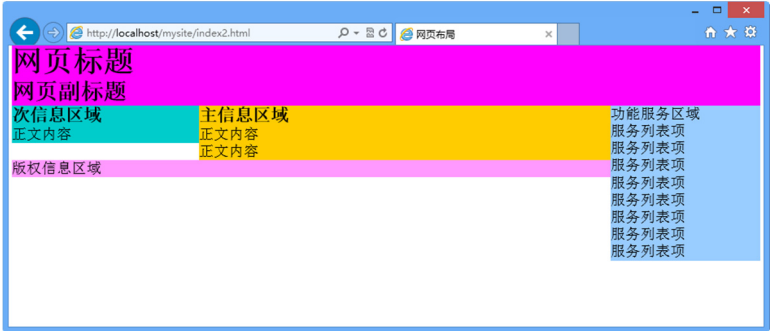 http://localhost/mysite/index2.html
网页布局
网页标题
网页副标题
次信息区域
正文内容
主信息区域
正文内容
正文内容
功能服务区域
服务列表项
服务列表项
服务列表项
服务列表项
服务列表项
服务列表项
服务列表项
服务列表项
版权信息区域